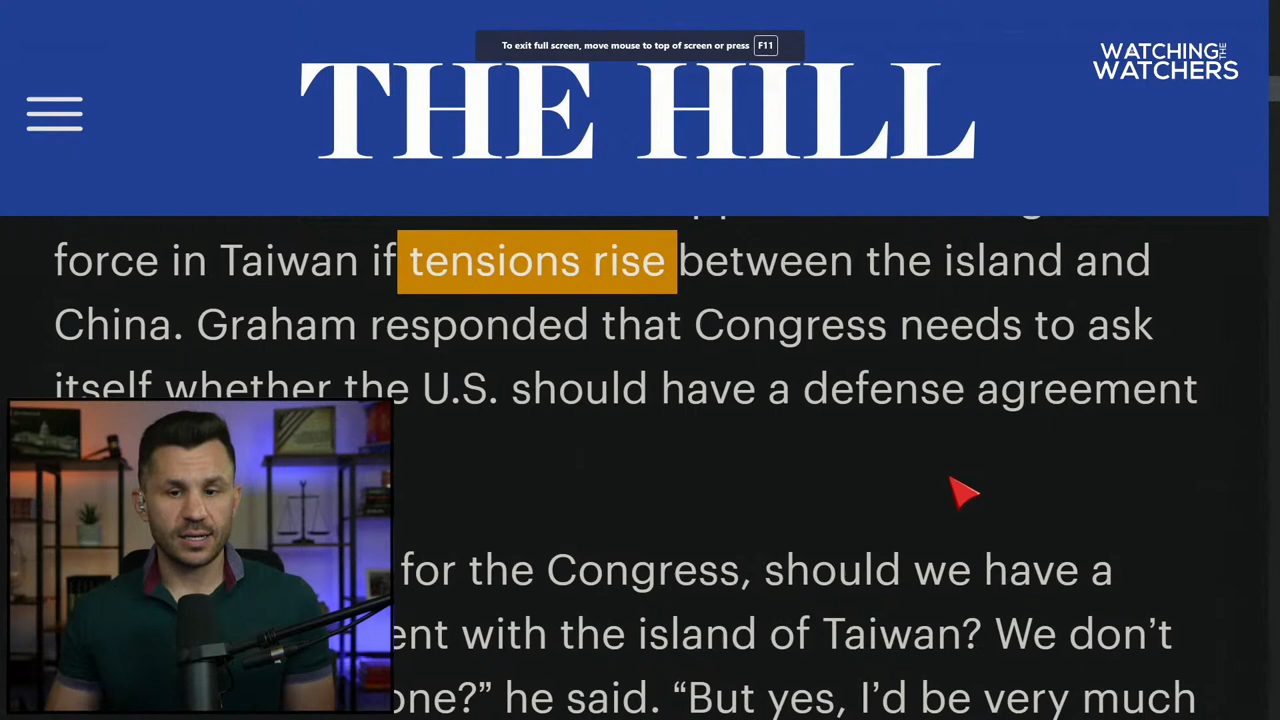 To exit full screen, move mouse to top of screen or press F11
WATCHING THE
WATCHERS
THE HILL
force in Taiwan if tensions rise between the island and
China. Graham responded that Congress needs to ask
itself whether the U.S. should have a defense agreement
for the Congress, should we have a
ent with the island of Taiwan? We don’t
one?” he said. “But yes, I’d be very much